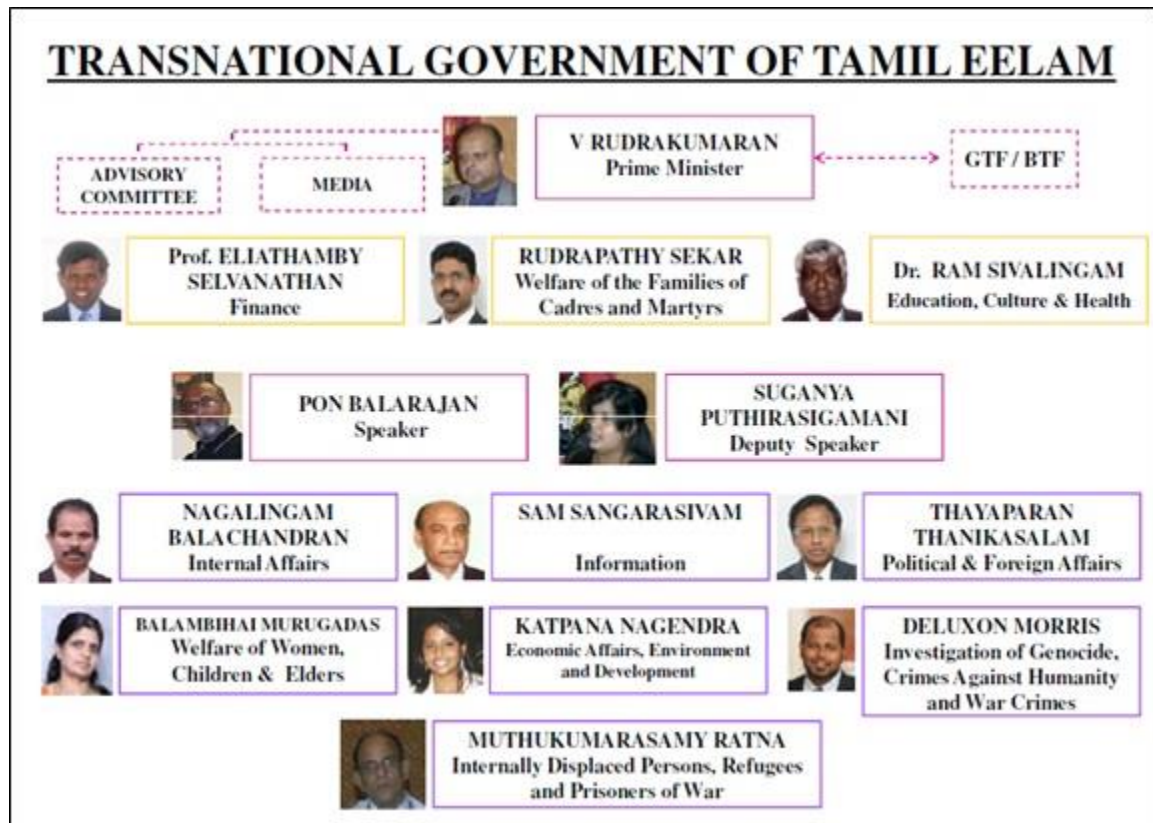 TRANSNATIONAL GOVERNMENT OF TAMIL EELAM
V RUDRAKUMARAN
Prime Minister
ADVISORY
COMMITTEE
MEDIA
GTF / BTF
Prof. ELIATHAMBY
SELVANATHAN
Finance
RUDRAPATHY SEKAR
Welfare of the Families of
Cadres and Martyrs
Dr. RAM SIVALINGAM
Education, Culture & Health
PON BALARAJAN
Speaker
SUGANYA
PUTHIRASIGAMANI
Deputy Speaker
NAGALINGAM
BALACHANDRAN
Internal Affairs
SAM SANGARASIVAM
Information
THAYAPARAN
THANIKASALAM
Political & Foreign Affairs
BALAMBIHAI MURUGADAS
Welfare of Women,
Children & Elders
KATPANA NAGENDRA
Economic Affairs, Environment
and Development
DELUXON MORRIS
Investigation of Genocide,
Crimes Against Humanity
and War Crimes
MUTHUKUMARASAMY RATNA
Internally Displaced Persons, Refugees
and Prisoners of War